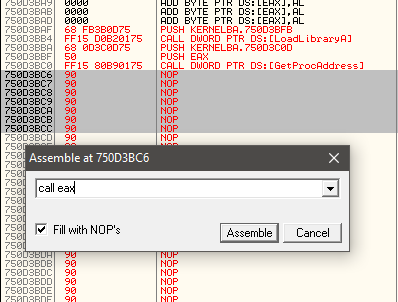 750D3BA9 0000 ADD BYTE PTR DS:[EAX],AL
750D3BAB 0000 ADD BYTE PTR DS:[EAX],AL
750D3BAD 0000 ADD BYTE PTR DS:[EAX],AL
750D3BAF 68 FB3B0D75 PUSH KERNELBA.750D3BFB
750D3BB4 FF15 D0B20175 CALL DWORD PTR DS:[LoadLibraryA]
750D3BBA 68 0D3C0D75 PUSH KERNELBA.750D3C0D
750D3BBF 50 PUSH EAX
750D3BC0 FF15 80B90175 CALL DWORD PTR DS:[GetProcAddress]
750D3BC6 90 NOP
750D3BC7 90 NOP
750D3BC8 90 NOP
750D3BC9 90 NOP
750D3BCA 90 NOP
750D3BCB 90 NOP
750D3BCC 90 NOP
750D3BCD 90 NOP
Assemble at 750D3BC6
call eax
Fill with NOP's
Assemble
Cancel
750D3BDB 90 NOP
750D3BDC 90 NOP
750D3BDD 90 NOP
750D3BDE 90 NOP